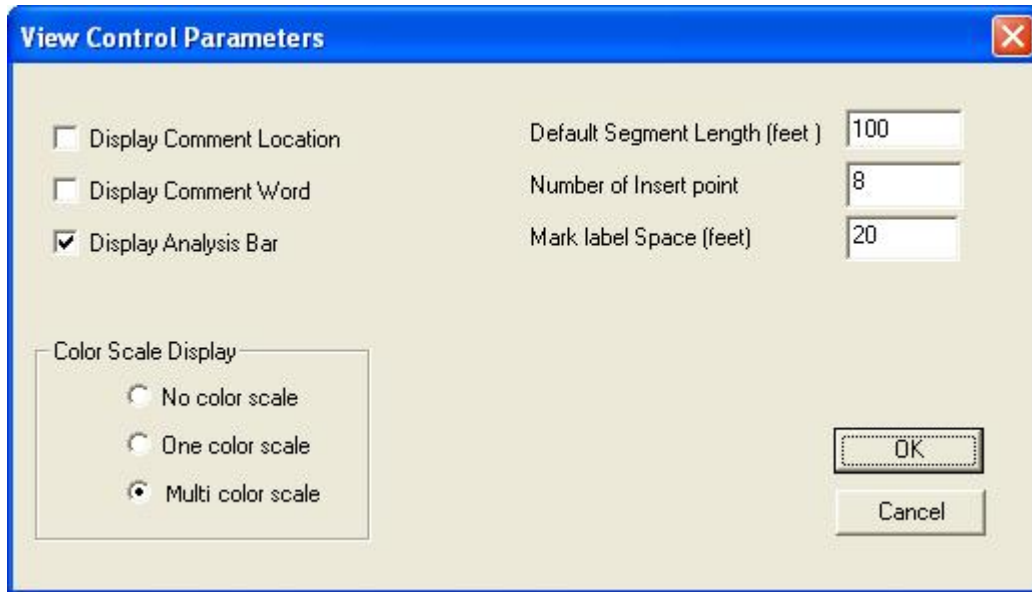 View Control Parameters
Display Comment Location
Display Comment Word
Display Analysis Bar
Default Segment Length (feet ) 100
Number of Insert point 8
Mark label Space (feet) 20
Color Scale Display
No color scale
One color scale
Multi color scale
OK
Cancel